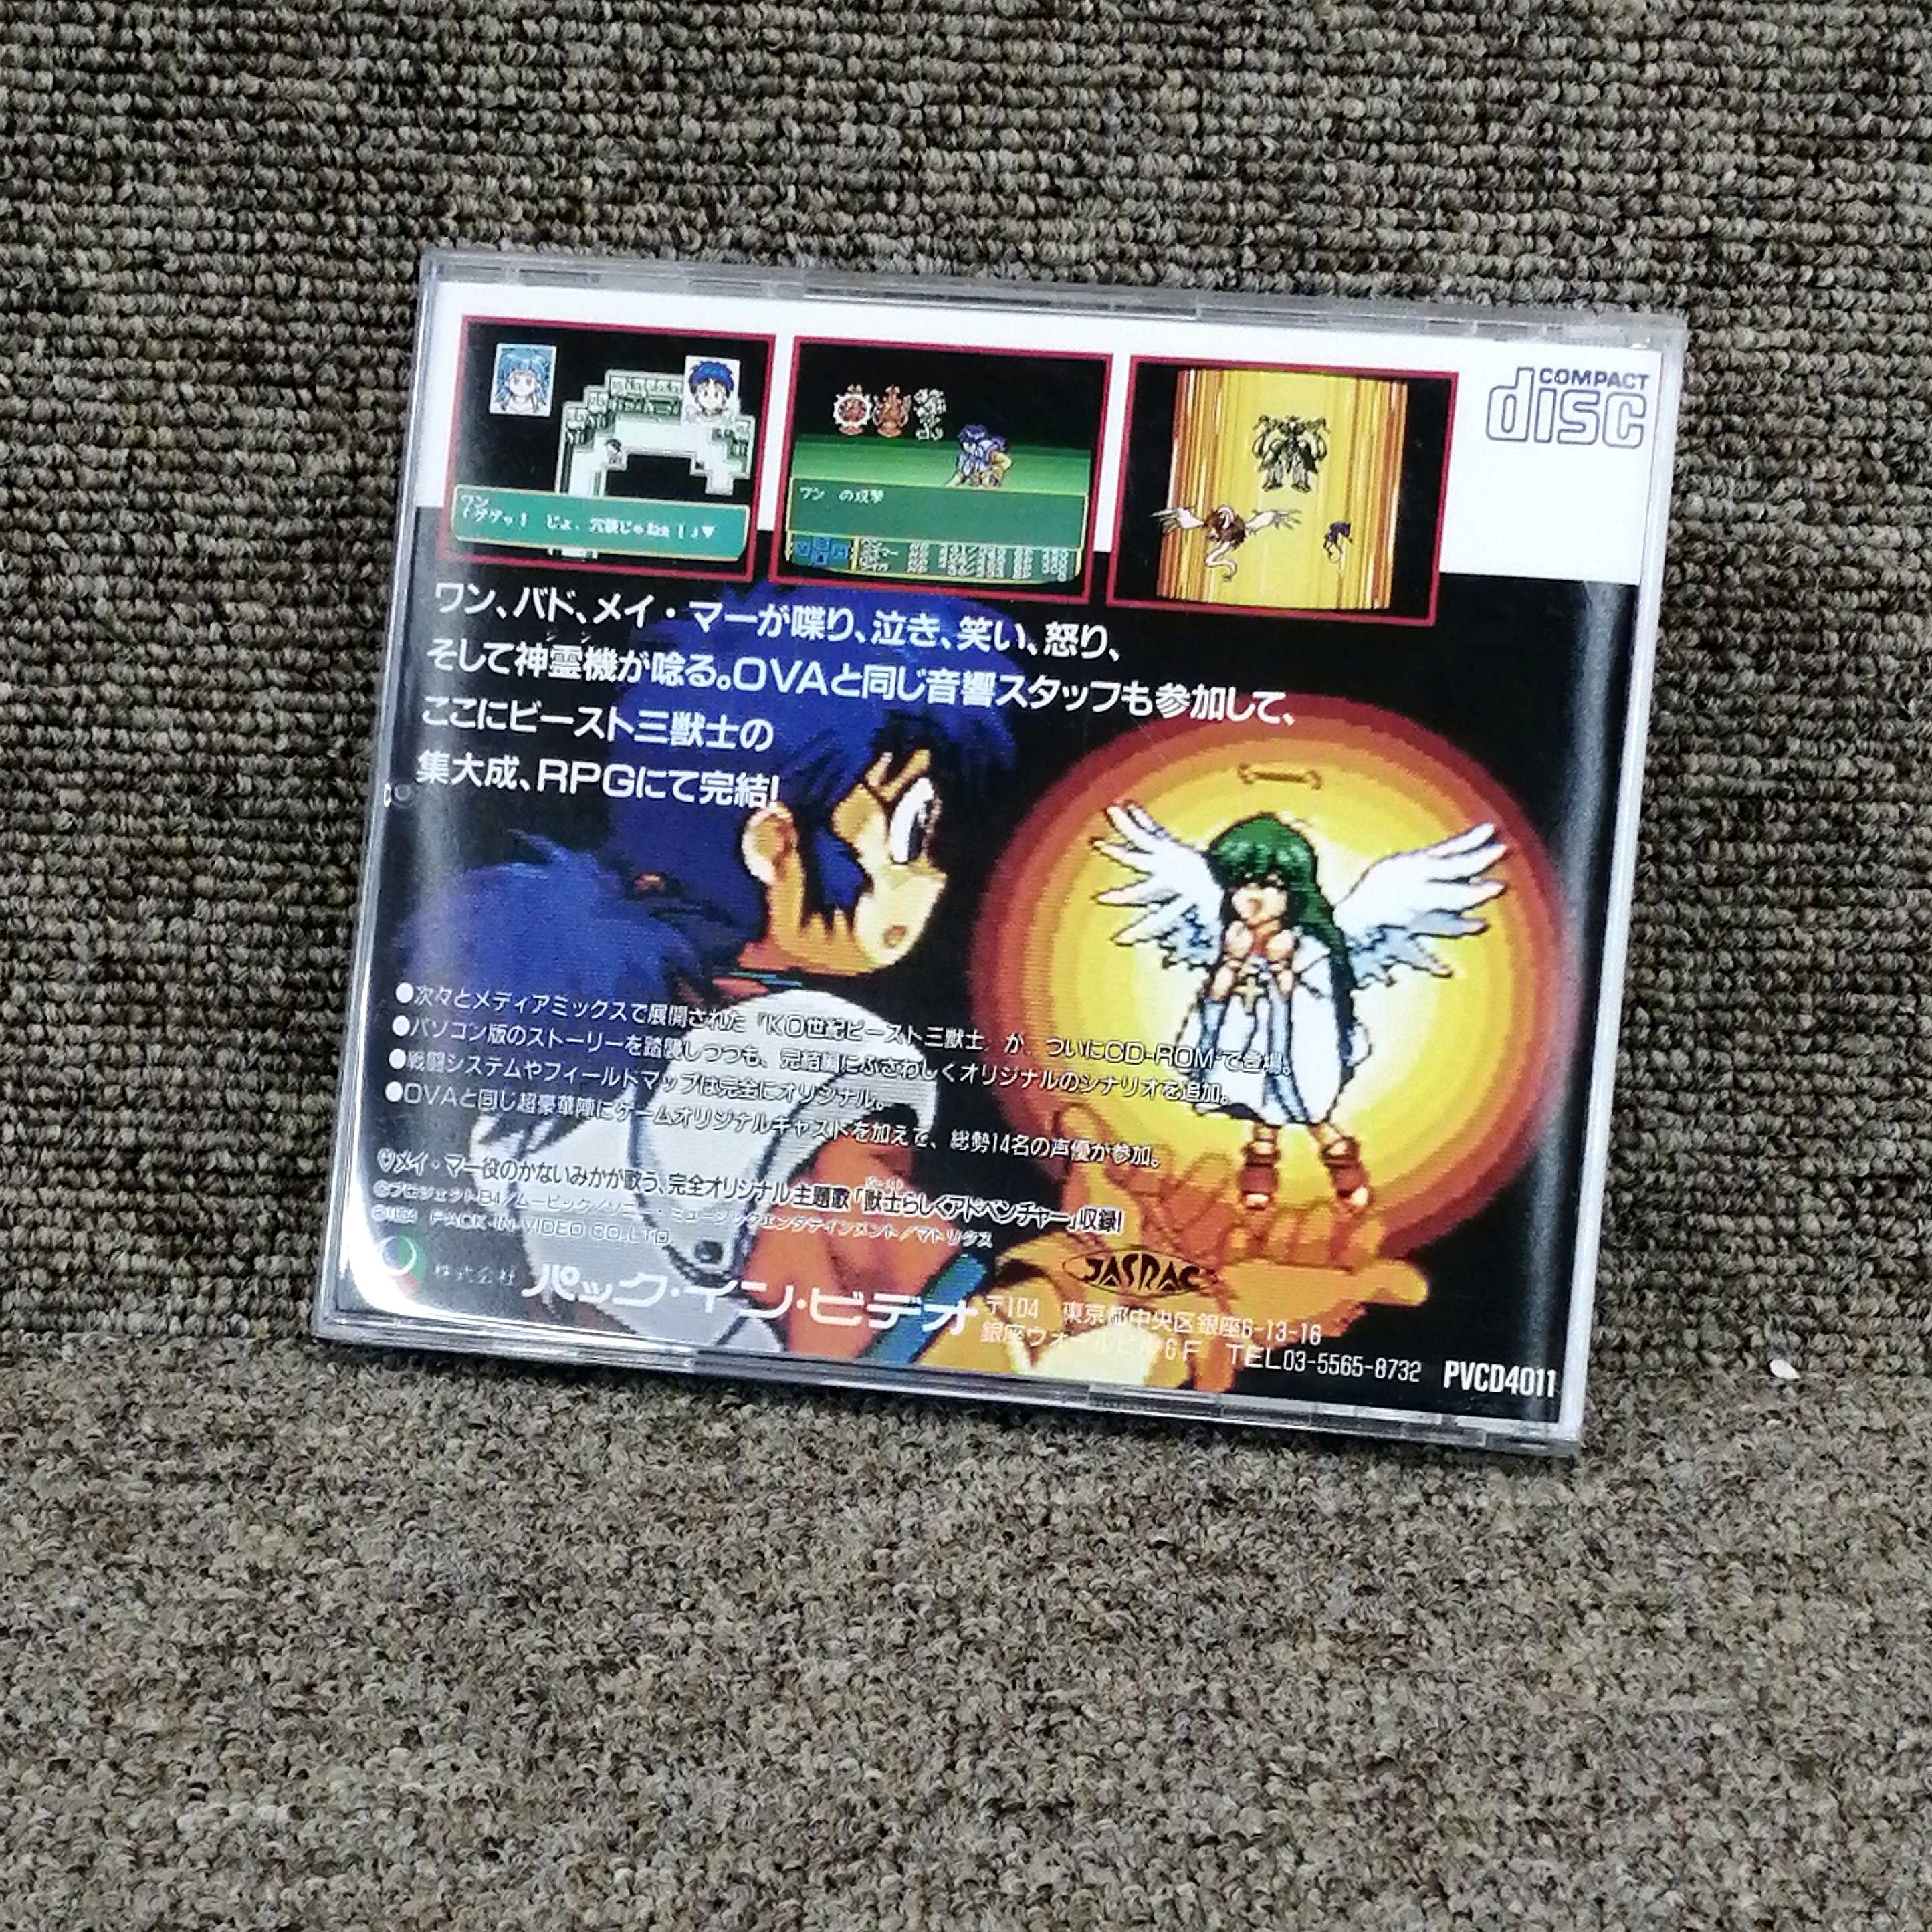 COMPACT
disc
ワン
「ゲゲッ！　じょ、冗談じゃねぇ！」▼
ワン　の攻撃
ワン、バド、メイ・マーが喋り、泣き、笑い、怒り、
そして神霊機が唸る。OVAと同じ音響スタッフも参加して、
ここにビースト三獣士の
集大成、RPGにて完結!
●次々とメディアミックスで展開された『KO世紀ビースト三獣士』が、ついにCD-ROMで登場。
●パソコン版のストーリーを踏襲しつつも、完結編にふさわしくオリジナルのシナリオを追加。
●戦闘システムやフィールドマップは完全にオリジナル。
●OVAと同じ超豪華陣にゲームオリジナルキャストを加えて、総勢14名の声優が参加。
♡メイ・マー役のかないみかが歌う、完全オリジナル主題歌「獣士らしくアドベンチャー」収録!
©プロジェクトB4／ムービック／ソニー・ミュージックエンタテインメント／マトリクス
PACK-IN-VIDEO CO.,LTD.
株式会社 パック・イン・ビデオ
JASRAC
〒104　東京都中央区銀座6-13-16
銀座ウォールビル6F　TEL03-5565-8732
PVCD4011